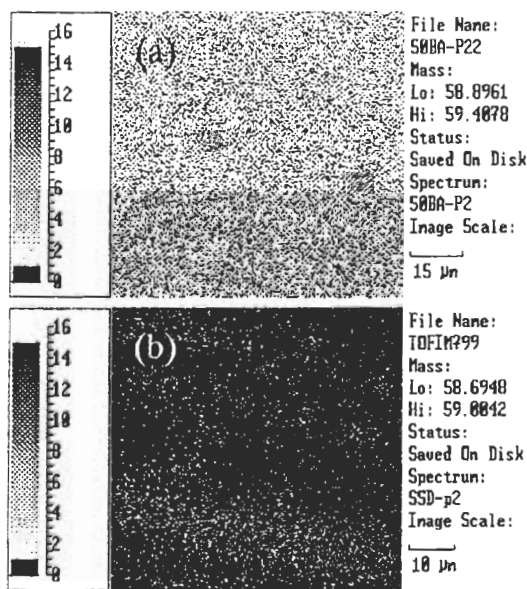 16
14
12
10
8
6
4
2
0
(a)
File Name:
50BA-P22
Mass:
Lo: 58.8961
Hi: 59.4078
Status:
Saved On Disk
Spectrum:
50BA-P2
Image Scale:
15 µm
16
14
12
10
8
6
4
2
0
(b)
File Name:
TOFIM799
Mass:
Lo: 58.6948
Hi: 59.0042
Status:
Saved On Disk
Spectrum:
SSD-p2
Image Scale:
10 µm